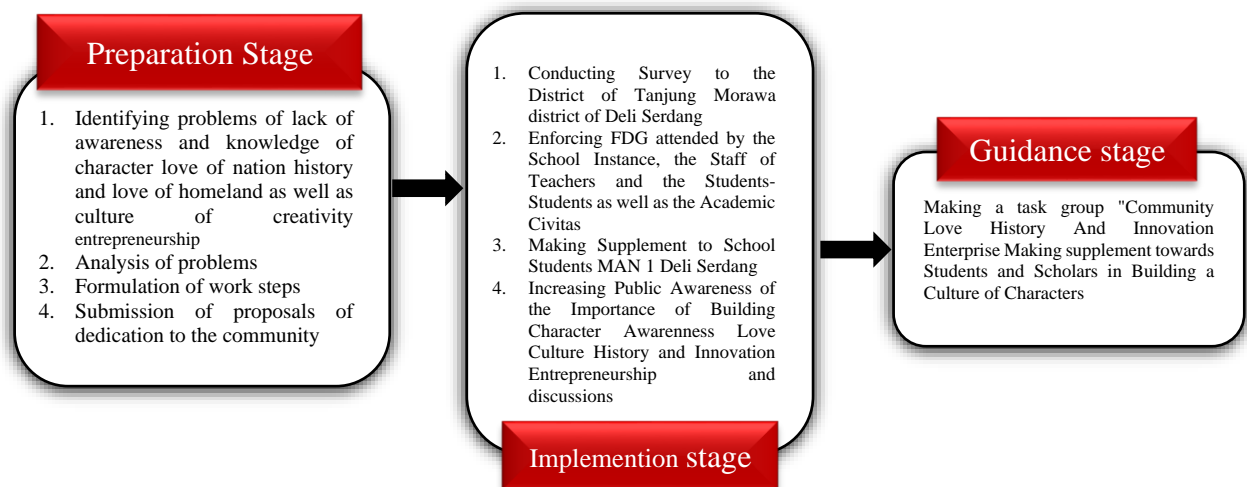 Preparation Stage
1. Identifying problems of lack of
awareness and knowledge of
character love of nation history
and love of homeland as well as
culture of creativity
entrepreneurship
2. Analysis of problems
3. Formulation of work steps
4. Submission of proposals of
dedication to the community
1. Conducting Survey to the
District of Tanjung Morawa
district of Deli Serdang
2. Enforcing FDG attended by the
School Instance, the Staff of
Teachers and the Students-
Students as well as the Academic
Civitas
3. Making Supplement to School
Students MAN 1 Deli Serdang
4. Increasing Public Awareness of
the Importance of Building
Character Awarenness Love
Culture History and Innovation
Entrepreneurship and
discussions
Implemention stage
Guidance stage
Making a task group "Community
Love History And Innovation
Enterprise Making supplement towards
Students and Scholars in Building a
Culture of Characters